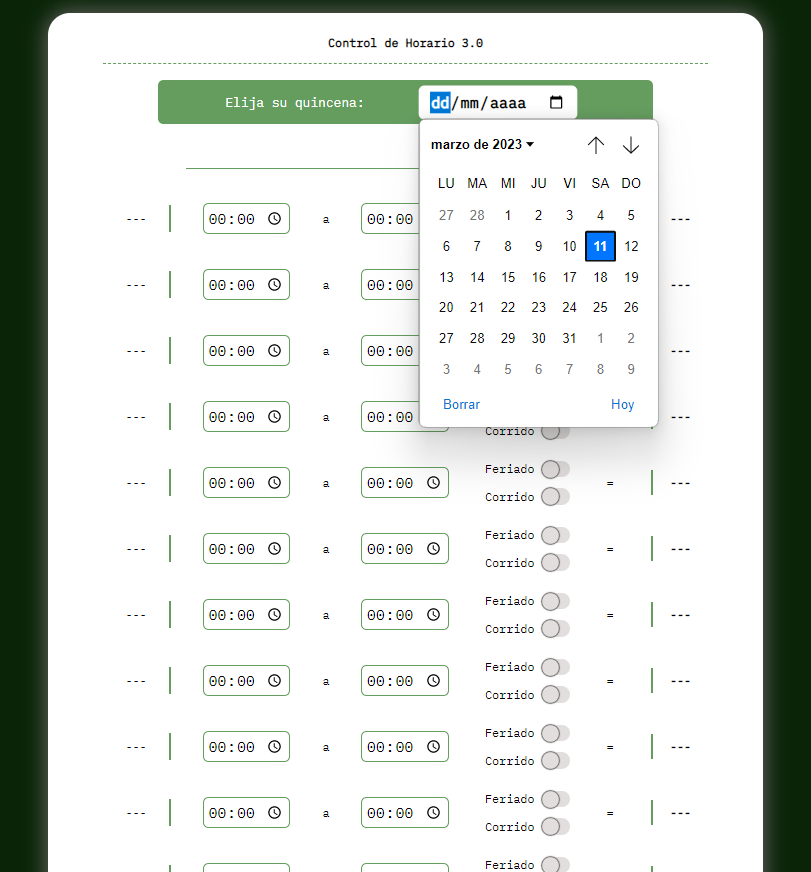 Control de Horario 3.0
Elija su quincena: dd/mm/aaaa
marzo de 2023
LU MA MI JU VI SA DO
--- 00:00 a 00:00 27 28 1 2 3 4 5 ---
6 7 8 9 10 11 12
--- 00:00 a 00:00 13 14 15 16 17 18 19 ---
20 21 22 23 24 25 26
--- 00:00 a 00:00 27 28 29 30 31 1 2 ---
3 4 5 6 7 8 9
Borrar Hoy
--- 00:00 a 00:00 ---
Corrido
Feriado
--- 00:00 a 00:00 = ---
Corrido
Feriado
--- 00:00 a 00:00 = ---
Corrido
Feriado
--- 00:00 a 00:00 = ---
Corrido
Feriado
--- 00:00 a 00:00 = ---
Corrido
Feriado
--- 00:00 a 00:00 = ---
Corrido
Feriado
--- 00:00 a 00:00 = ---
Corrido
Feriado